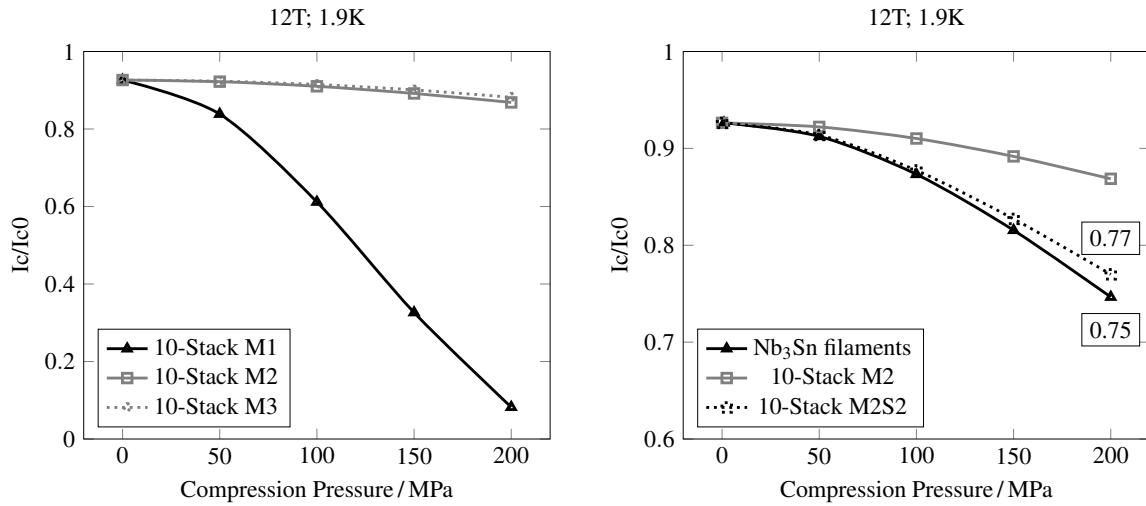 12T; 1.9K
1
0.8
0.6
0.4
0.2
0
Ic/Ic0
10-Stack M1
10-Stack M2
10-Stack M3
0 50 100 150 200
Compression Pressure / MPa
12T; 1.9K
1
0.9
0.8
0.7
0.6
Ic/Ic0
0.77
0.75
Nb₃Sn filaments
10-Stack M2
10-Stack M2S2
0 50 100 150 200
Compression Pressure / MPa